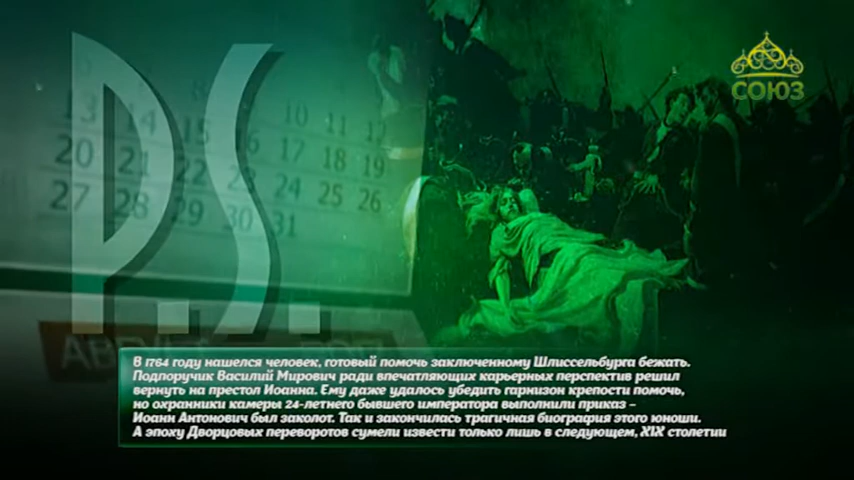 СОЮЗ
P.S.
8
10 11 12
13 14 15 16 17 18 19
20 21 22 23 24 25 26
27 28 29 30 31
В 1764 году нашелся человек, готовый помочь заключенному Шлиссельбурга бежать.
Подпоручик Василий Мирович ради впечатляющих карьерных перспектив решил
вернуть на престол Иоанна. Ему даже удалось убедить гарнизон крепости помочь,
но охранники камеры 24-летнего бывшего императора выполнили приказ –
Иоанн Антонович был заколот. Так и закончилась трагичная биография этого юноши.
А эпоху Дворцовых переворотов сумели извести только лишь в следующем, XIX столетии